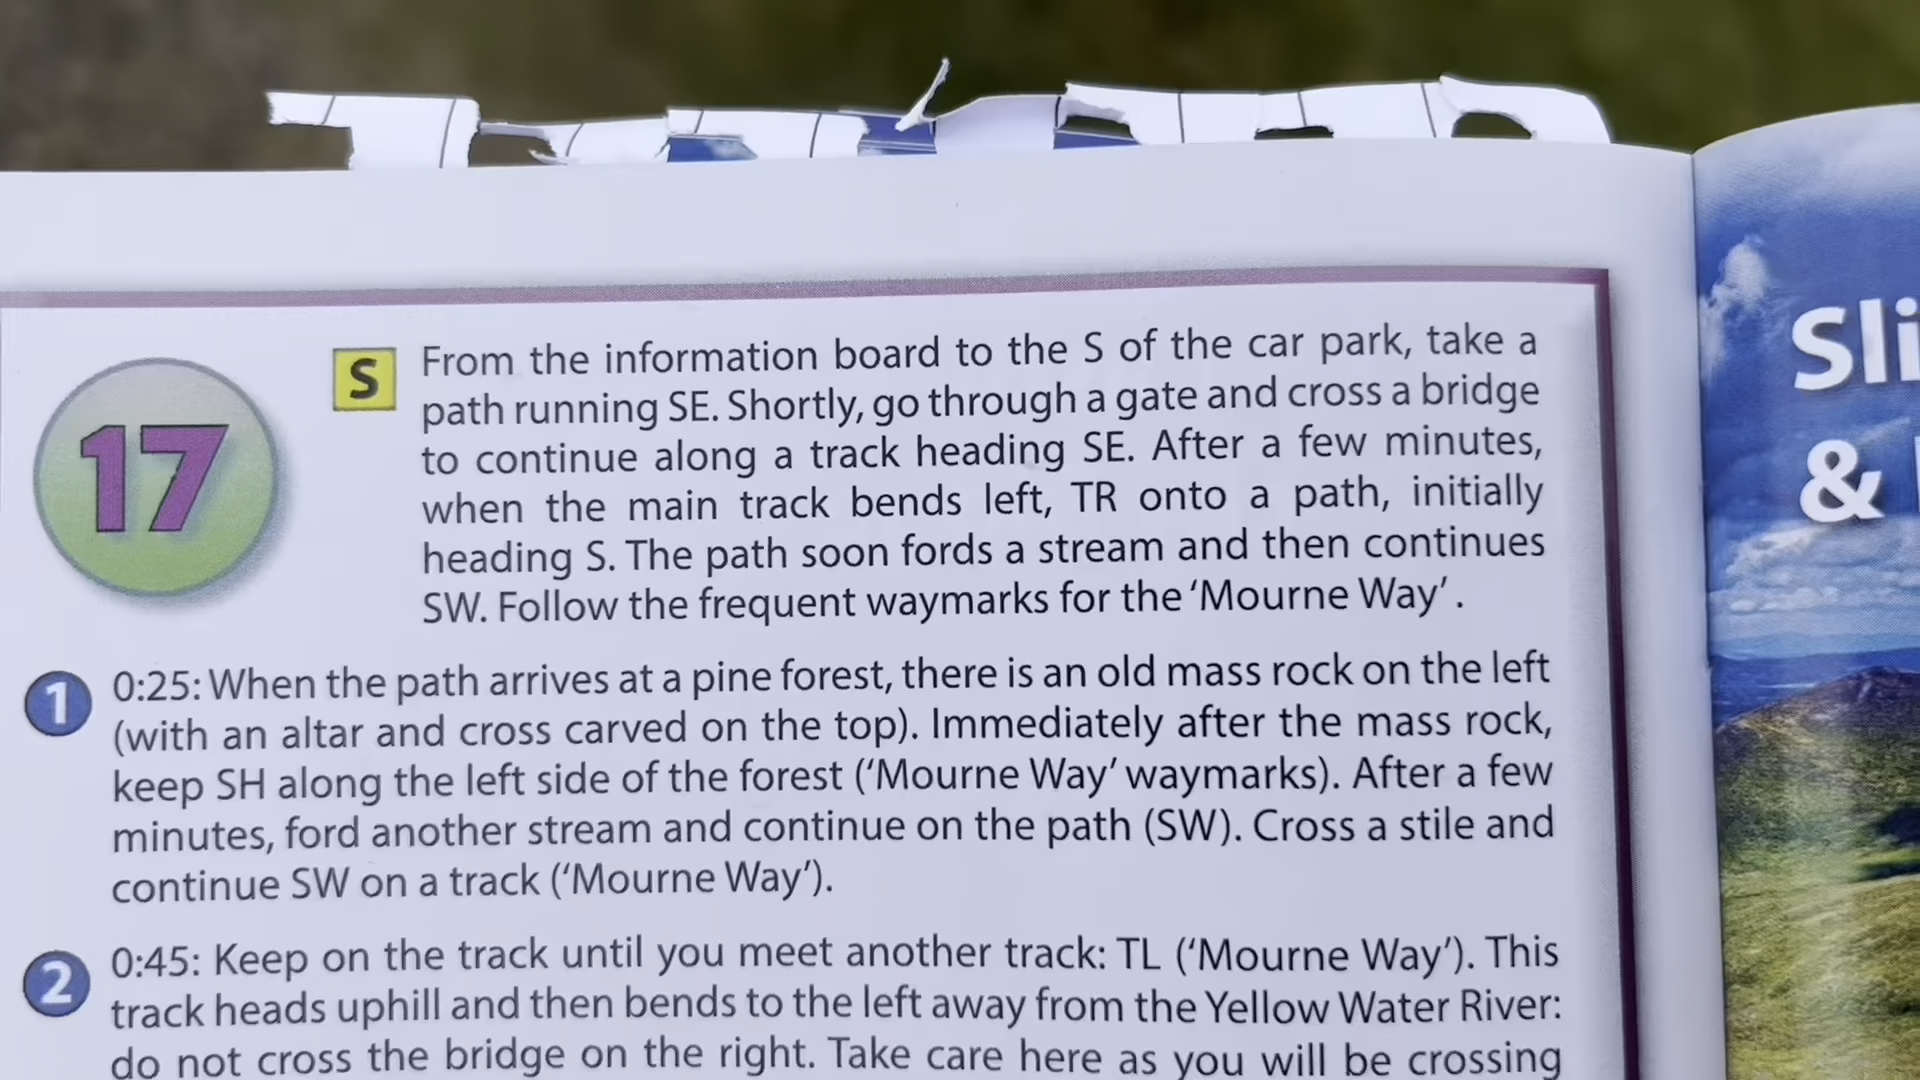 17
S
From the information board to the S of the car park, take a
path running SE. Shortly, go through a gate and cross a bridge
to continue along a track heading SE. After a few minutes,
when the main track bends left, TR onto a path, initially
heading S. The path soon fords a stream and then continues
SW. Follow the frequent waymarks for the ‘Mourne Way’.
1
0:25: When the path arrives at a pine forest, there is an old mass rock on the left
(with an altar and cross carved on the top). Immediately after the mass rock,
keep SH along the left side of the forest (‘Mourne Way’ waymarks). After a few
minutes, ford another stream and continue on the path (SW). Cross a stile and
continue SW on a track (‘Mourne Way’).
2
0:45: Keep on the track until you meet another track: TL (‘Mourne Way’). This
track heads uphill and then bends to the left away from the Yellow Water River:
do not cross the bridge on the right. Take care here as you will be crossing
&